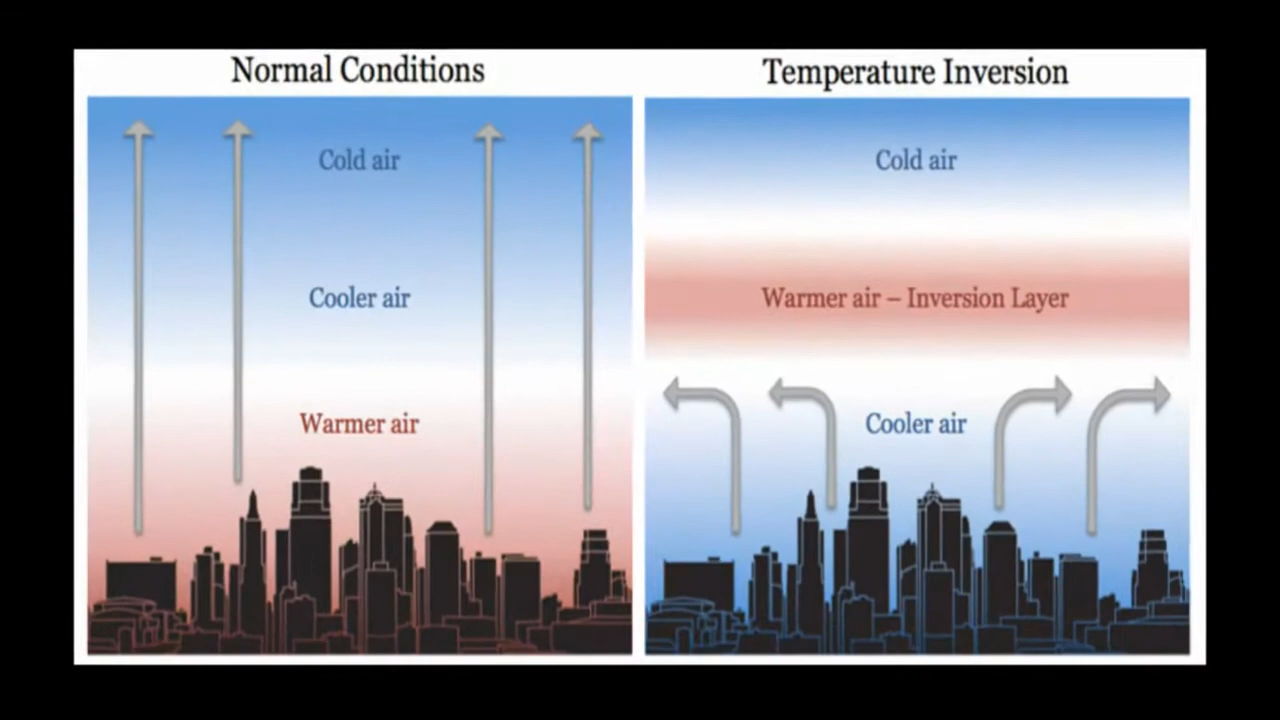 Normal Conditions
Cold air
Cooler air
Warmer air
Temperature Inversion
Cold air
Warmer air – Inversion Layer
Cooler air